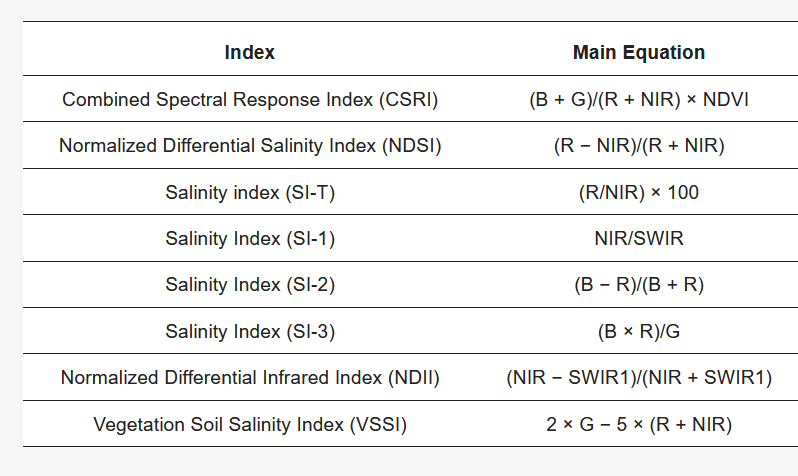 Index Main Equation
Combined Spectral Response Index (CSRI) (B + G)/(R + NIR) × NDVI
Normalized Differential Salinity Index (NDSI) (R − NIR)/(R + NIR)
Salinity index (SI-T) (R/NIR) × 100
Salinity Index (SI-1) NIR/SWIR
Salinity Index (SI-2) (B − R)/(B + R)
Salinity Index (SI-3) (B × R)/G
Normalized Differential Infrared Index (NDII) (NIR − SWIR1)/(NIR + SWIR1)
Vegetation Soil Salinity Index (VSSI) 2 × G − 5 × (R + NIR)